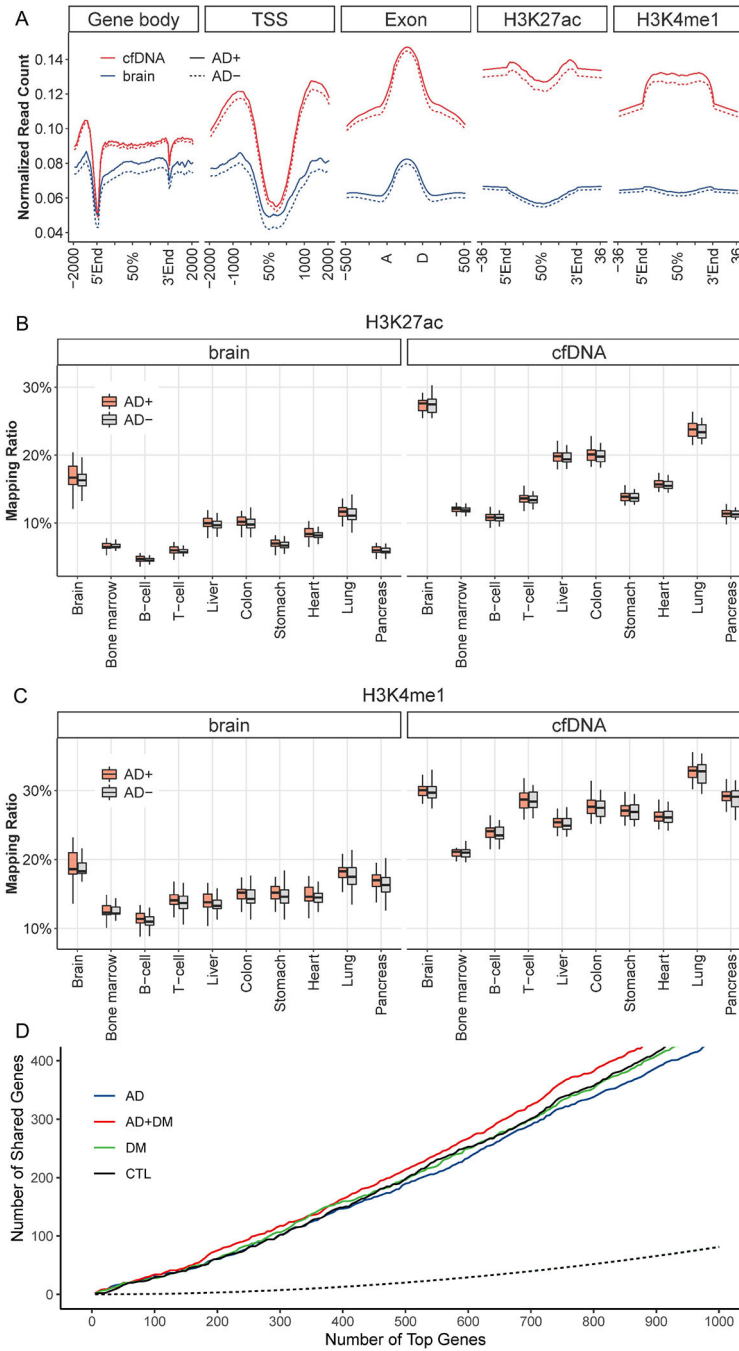 A
Gene body TSS Exon H3K27ac H3K4me1
Normalized Read Count
0.14
0.12
0.10
0.08
0.06
0.04
cfDNA AD+
brain AD−
−2000 5'End 50% 3'End 2000 −2000 −1000 50% 1000 2000 −500 A D 500 −36 5'End 50% 3'End 36 −36 5'End 50% 3'End 36
B
H3K27ac
brain cfDNA
Mapping Ratio
30%
20%
10%
AD+
AD−
Brain Bone marrow B−cell T−cell Liver Colon Stomach Heart Lung Pancreas Brain Bone marrow B−cell T−cell Liver Colon Stomach Heart Lung Pancreas
C
H3K4me1
brain cfDNA
Mapping Ratio
30%
20%
10%
AD+
AD−
Brain Bone marrow B−cell T−cell Liver Colon Stomach Heart Lung Pancreas Brain Bone marrow B−cell T−cell Liver Colon Stomach Heart Lung Pancreas
D
Number of Shared Genes
400
300
200
100
0
AD
AD+DM
DM
CTL
0 100 200 300 400 500 600 700 800 900 1000
Number of Top Genes